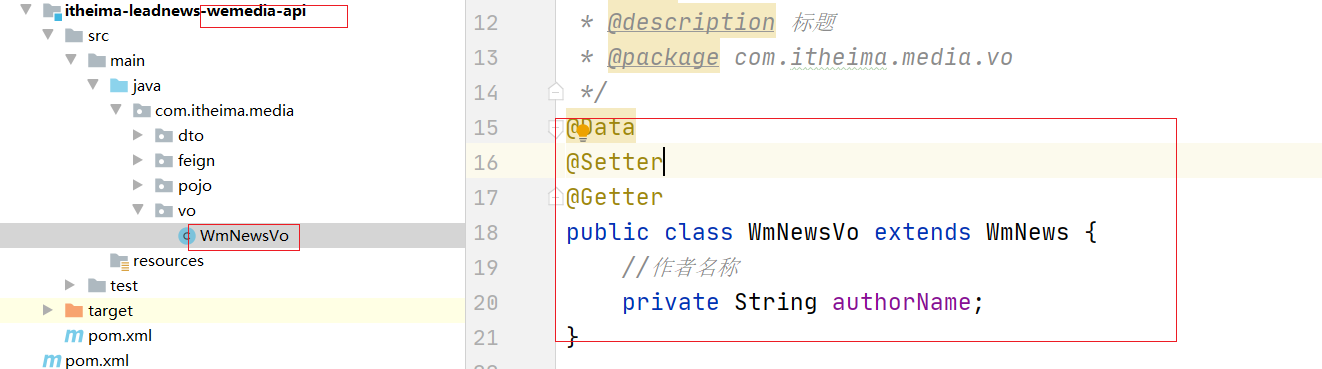 itheima-leadnews-wemedia-api
src
main
java
com.itheima.media
dto
feign
pojo
vo
WmNewsVo
resources
test
target
pom.xml
pom.xml
12 * @description 标题
13 * @package com.itheima.media.vo
14 */
15 @Data
16 @Setter
17 @Getter
18 public class WmNewsVo extends WmNews {
19 //作者名称
20 private String authorName;
21 }